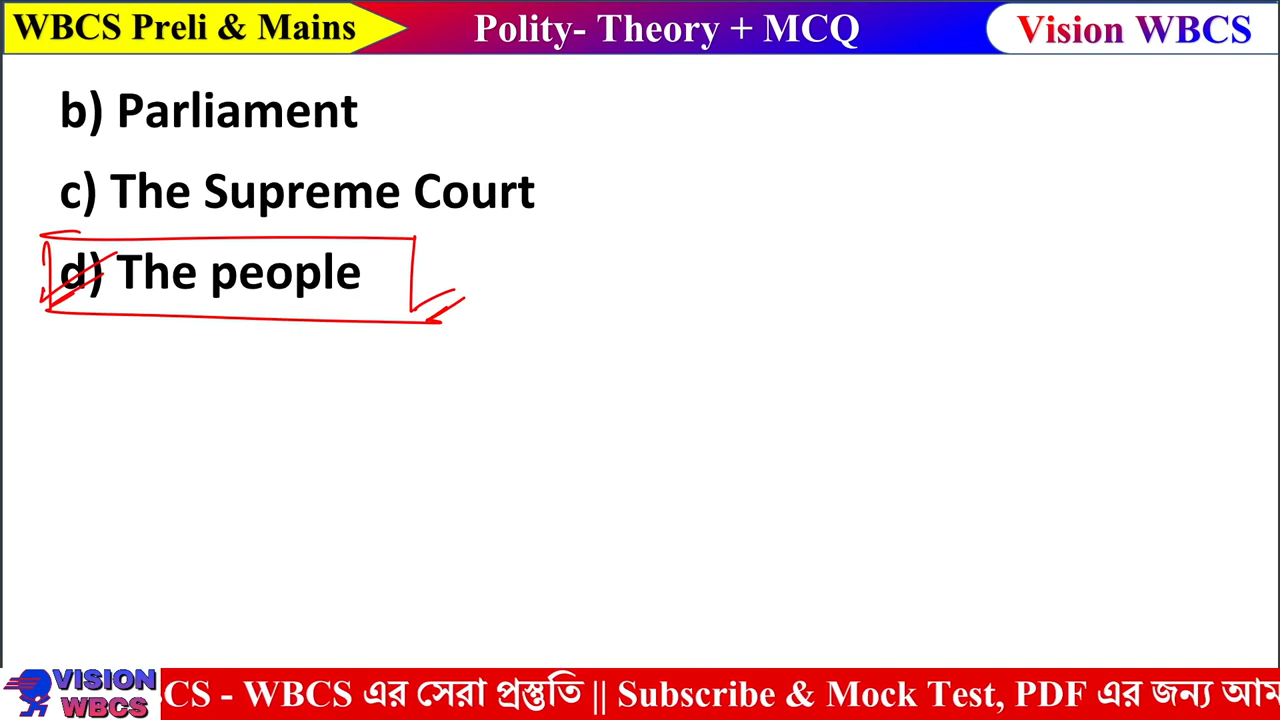 WBCS Preli & Mains
Polity- Theory + MCQ
Vision WBCS
b) Parliament
c) The Supreme Court
d) The people
VISION
WBCS
CS - WBCS এর সেরা প্রস্তুতি || Subscribe & Mock Test, PDF এর জন্য আম